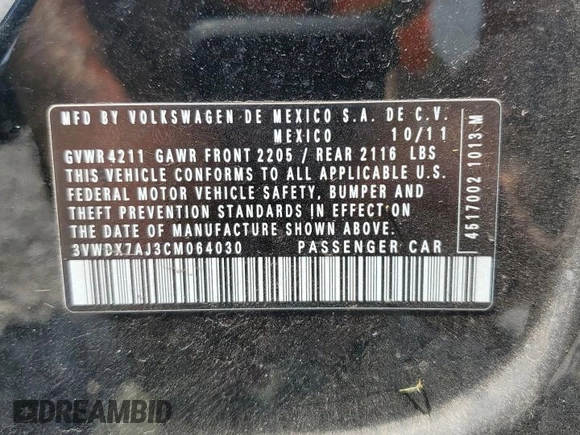 MFD BY VOLKSWAGEN DE MEXICO S.A. DE C.V.
MEXICO 10/11
GVWR 4211 GAWR FRONT 2205 / REAR 2116 LBS
THIS VEHICLE CONFORMS TO ALL APPLICABLE U.S.
FEDERAL MOTOR VEHICLE SAFETY, BUMPER AND
THEFT PREVENTION STANDARDS IN EFFECT ON
THE DATE OF MANUFACTURE SHOWN ABOVE.
3VWDX7AJ3CM064030 PASSENGER CAR
4517002 1013 M
DREAMBID